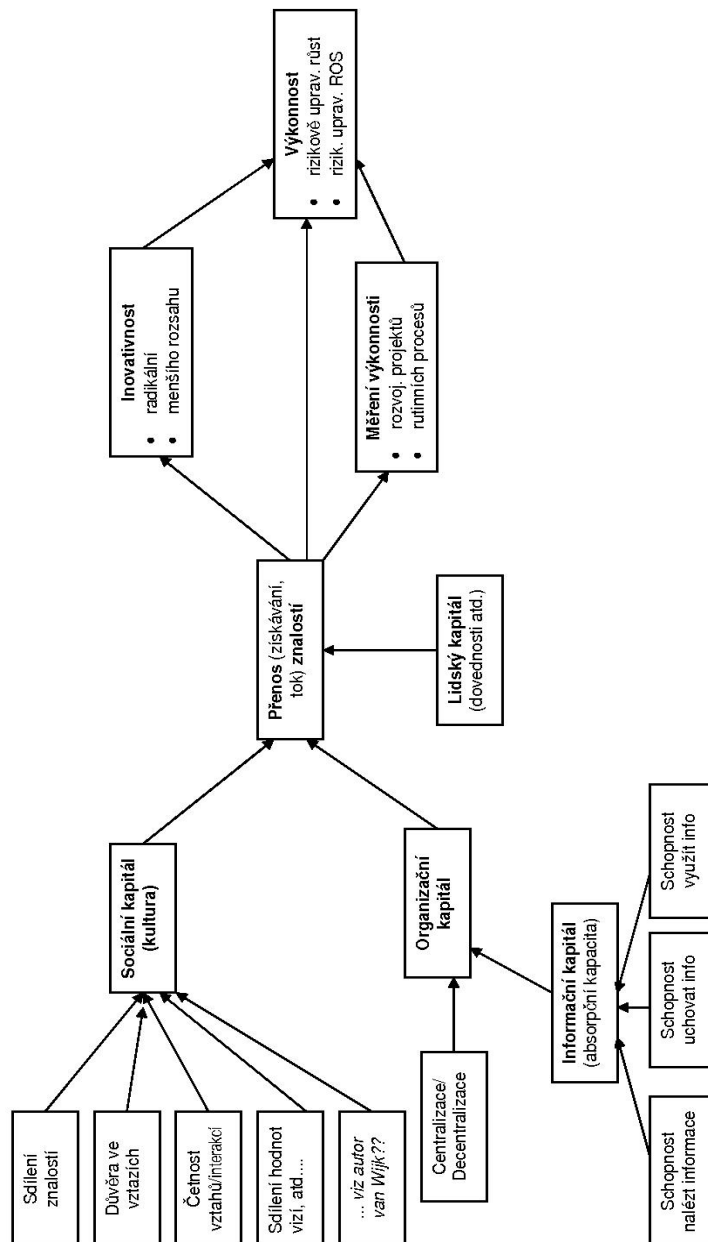 Sdílení
znalostí
Důvěra ve
vztazích
Četnost
vztahů/interakcí
Sdílení hodnot
vizí, atd....
... viz autor
van Wijk??
Sociální kapitál
(kultura)
Centralizace/
Decentralizace
Organizační
kapitál
Informační kapitál
(absorpční kapacita)
Schopnost
nalézt informace
Schopnost
uchovat info
Schopnost
využít info
Přenos (získávání,
tok) znalostí
Lidský kapitál
(dovednosti atd.)
Inovativnost
• radikální
• menšího rozsahu
Měření výkonnosti
• rozvoj. projektů
• rutinních procesů
Výkonnost
• rizikově uprav. růst
• rizik. uprav. ROS